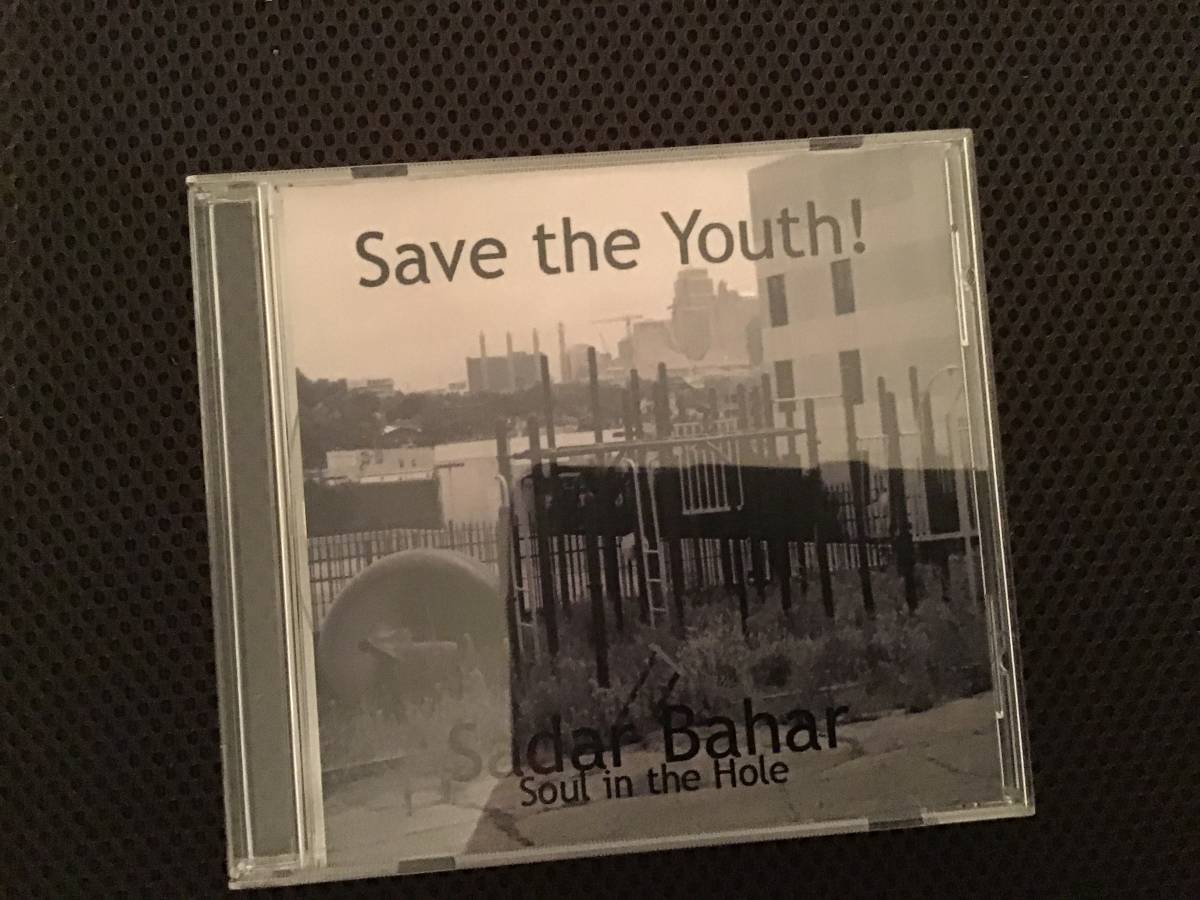 Save the Youth!
Sadar Bahar
Soul in the Hole